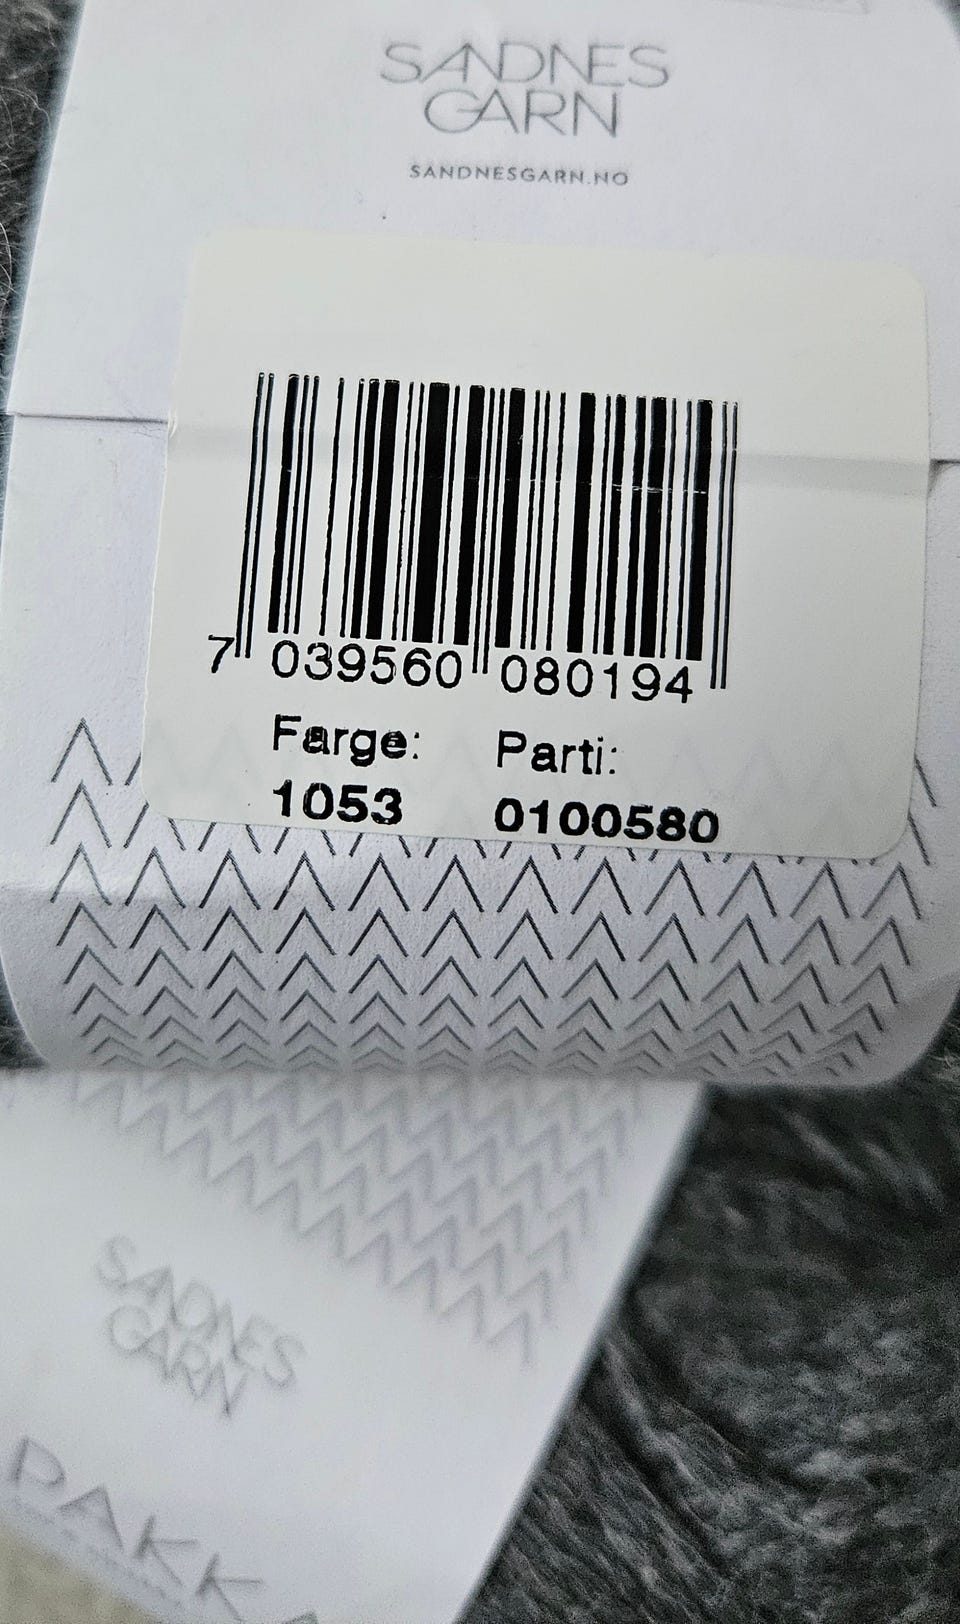 SANDNES
GARN
SANDNESGARN.NO
7 039560 080194
Farge: Parti:
1053 0100580
SANDNES
GARN